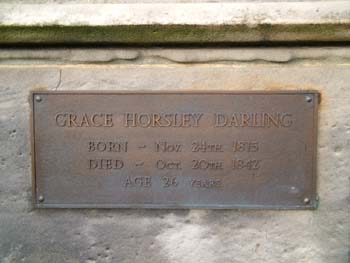 GRACE HORSLEY DARLING
BORN ~ NOV. 24TH 1815
DIED ~ OCT. 20TH 1842
AGE 26 YEARS